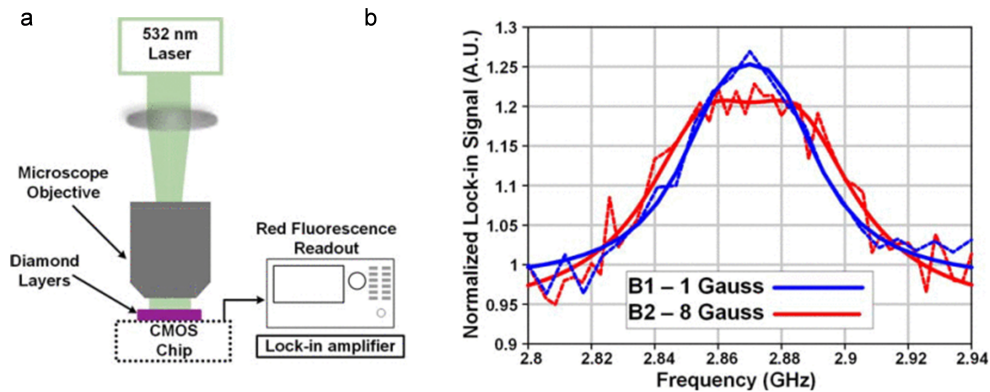 a
532 nm
Laser
Microscope
Objective
Diamond
Layers
CMOS
Chip
Red Fluorescence
Readout
Lock-in amplifier
b
Normalized Lock-in Signal (A.U.)
1.3
1.25
1.2
1.15
1.1
1.05
1
0.95
0.9
B1 – 1 Gauss
B2 – 8 Gauss
2.8 2.82 2.84 2.86 2.88 2.9 2.92 2.94
Frequency (GHz)